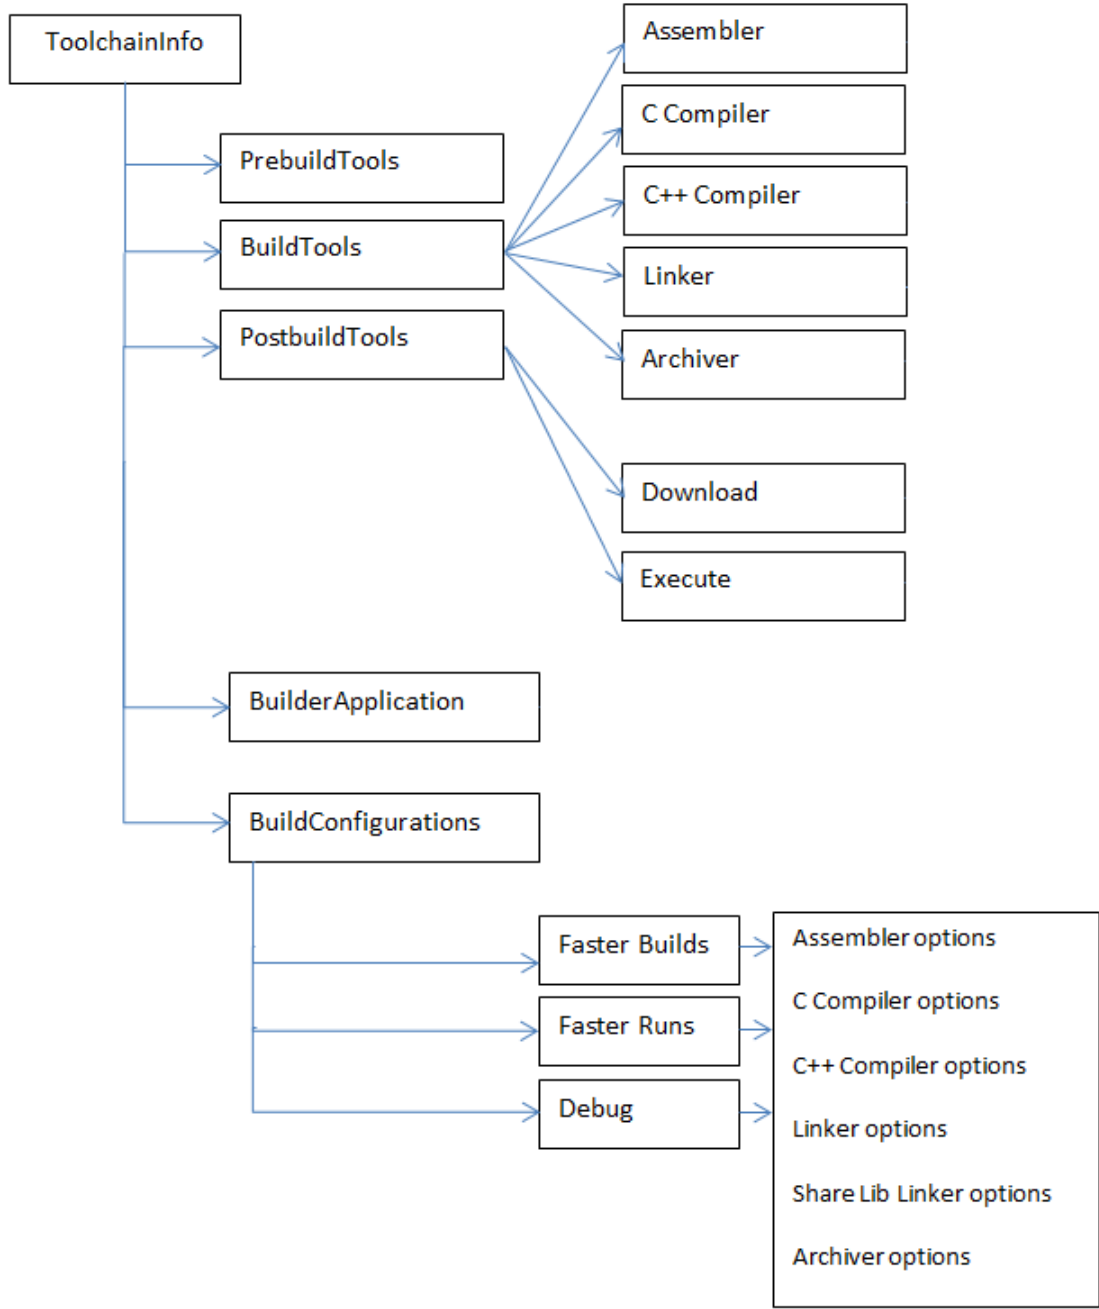 ToolchainInfo
PrebuildTools
BuildTools
PostbuildTools
Assembler
C Compiler
C++ Compiler
Linker
Archiver
Download
Execute
BuilderApplication
BuildConfigurations
Faster Builds
Faster Runs
Debug
Assembler options
C Compiler options
C++ Compiler options
Linker options
Share Lib Linker options
Archiver options